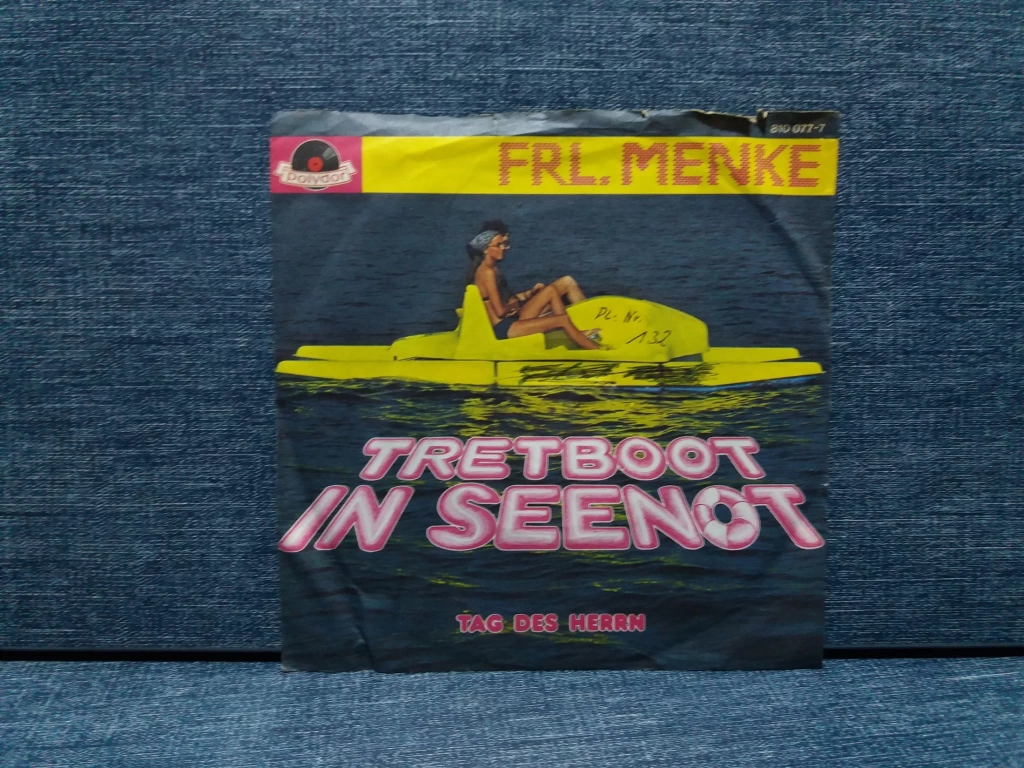 810 077-7
polydor
FRL. MENKE
PL: Nr.
132
TRETBOOT
IN SEENOT
TAG DES HERRN